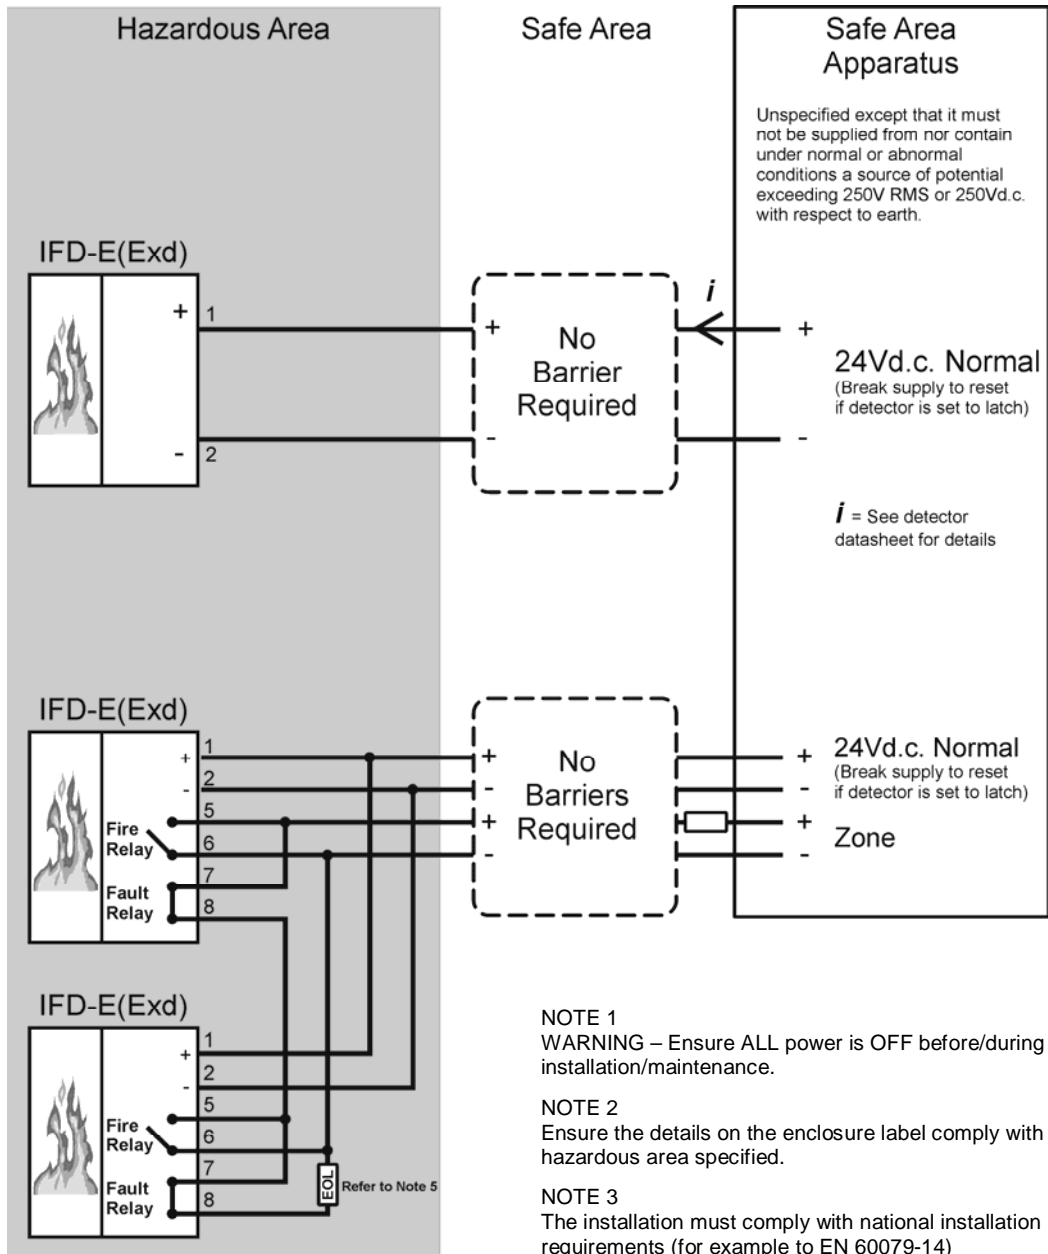 Hazardous Area
Safe Area
Safe Area
Apparatus
Unspecified except that it must
not be supplied from nor contain
under normal or abnormal
conditions a source of potential
exceeding 250V RMS or 250Vd.c.
with respect to earth.
IFD-E(Exd)
+ 1
- 2
+
No
Barrier
Required
-
i
+
24Vd.c. Normal
(Break supply to reset
if detector is set to latch)
-
i = See detector
datasheet for details
IFD-E(Exd)
+ 1
- 2
5
Fire
Relay
6
7
Fault
Relay
8
+
-
+
-
No
Barriers
Required
+
-
24Vd.c. Normal
(Break supply to reset
if detector is set to latch)
+
-
Zone
IFD-E(Exd)
+ 1
- 2
5
Fire
Relay
6
7
Fault
Relay
8
EOL
Refer to Note 5
NOTE 1
WARNING – Ensure ALL power is OFF before/during
installation/maintenance.
NOTE 2
Ensure the details on the enclosure label comply with
hazardous area specified.
NOTE 3
The installation must comply with national installation
requirements (for example to EN 60079-14)